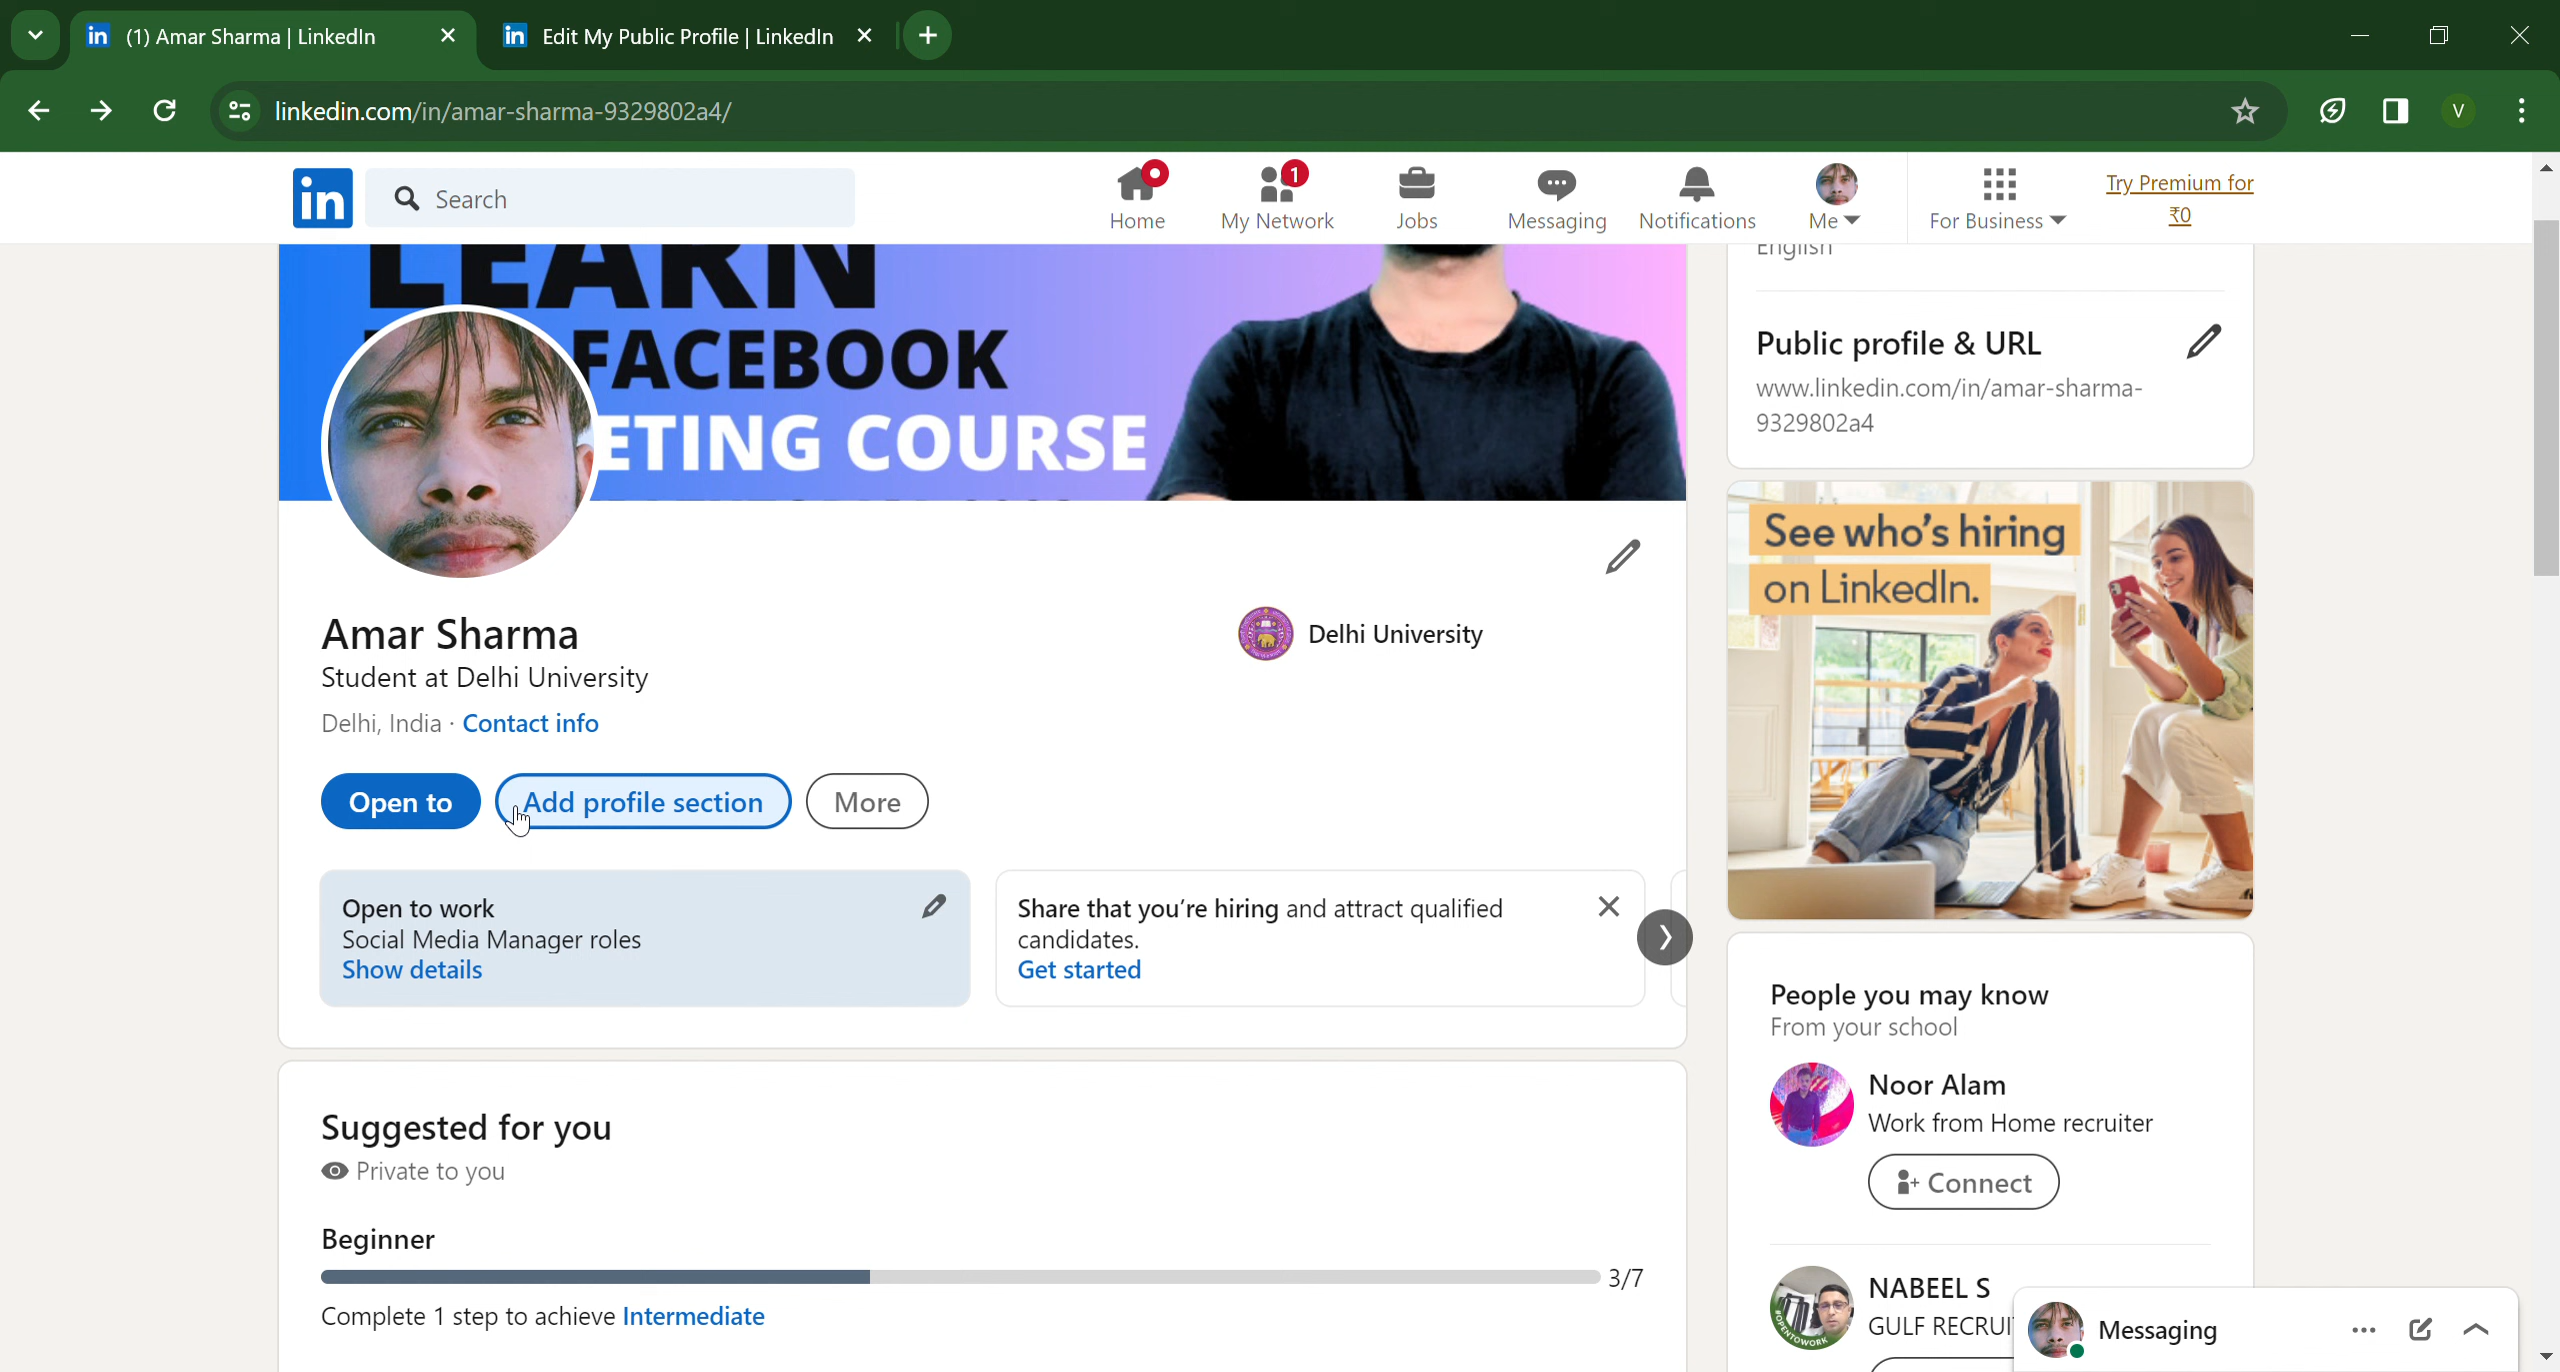 (1) Amar Sharma | LinkedIn
Edit My Public Profile | LinkedIn
linkedin.com/in/amar-sharma-9329802a4/
V
in
Search
Home
1
My Network
Jobs
Messaging
Notifications
Me
For Business
Try Premium for
₹0
LEARN
FACEBOOK
ETING COURSE
Amar Sharma
Student at Delhi University
Delhi, India · Contact info
Delhi University
Open to
Add profile section
More
Open to work
Social Media Manager roles
Show details
Share that you're hiring and attract qualified
candidates.
Get started
Suggested for you
Private to you
Beginner
3/7
Complete 1 step to achieve Intermediate
English
Public profile & URL
www.linkedin.com/in/amar-sharma-
9329802a4
See who's hiring
on LinkedIn.
People you may know
From your school
Noor Alam
Work from Home recruiter
Connect
NABEEL S
GULF RECRUI
#OPENTOWORK
Messaging